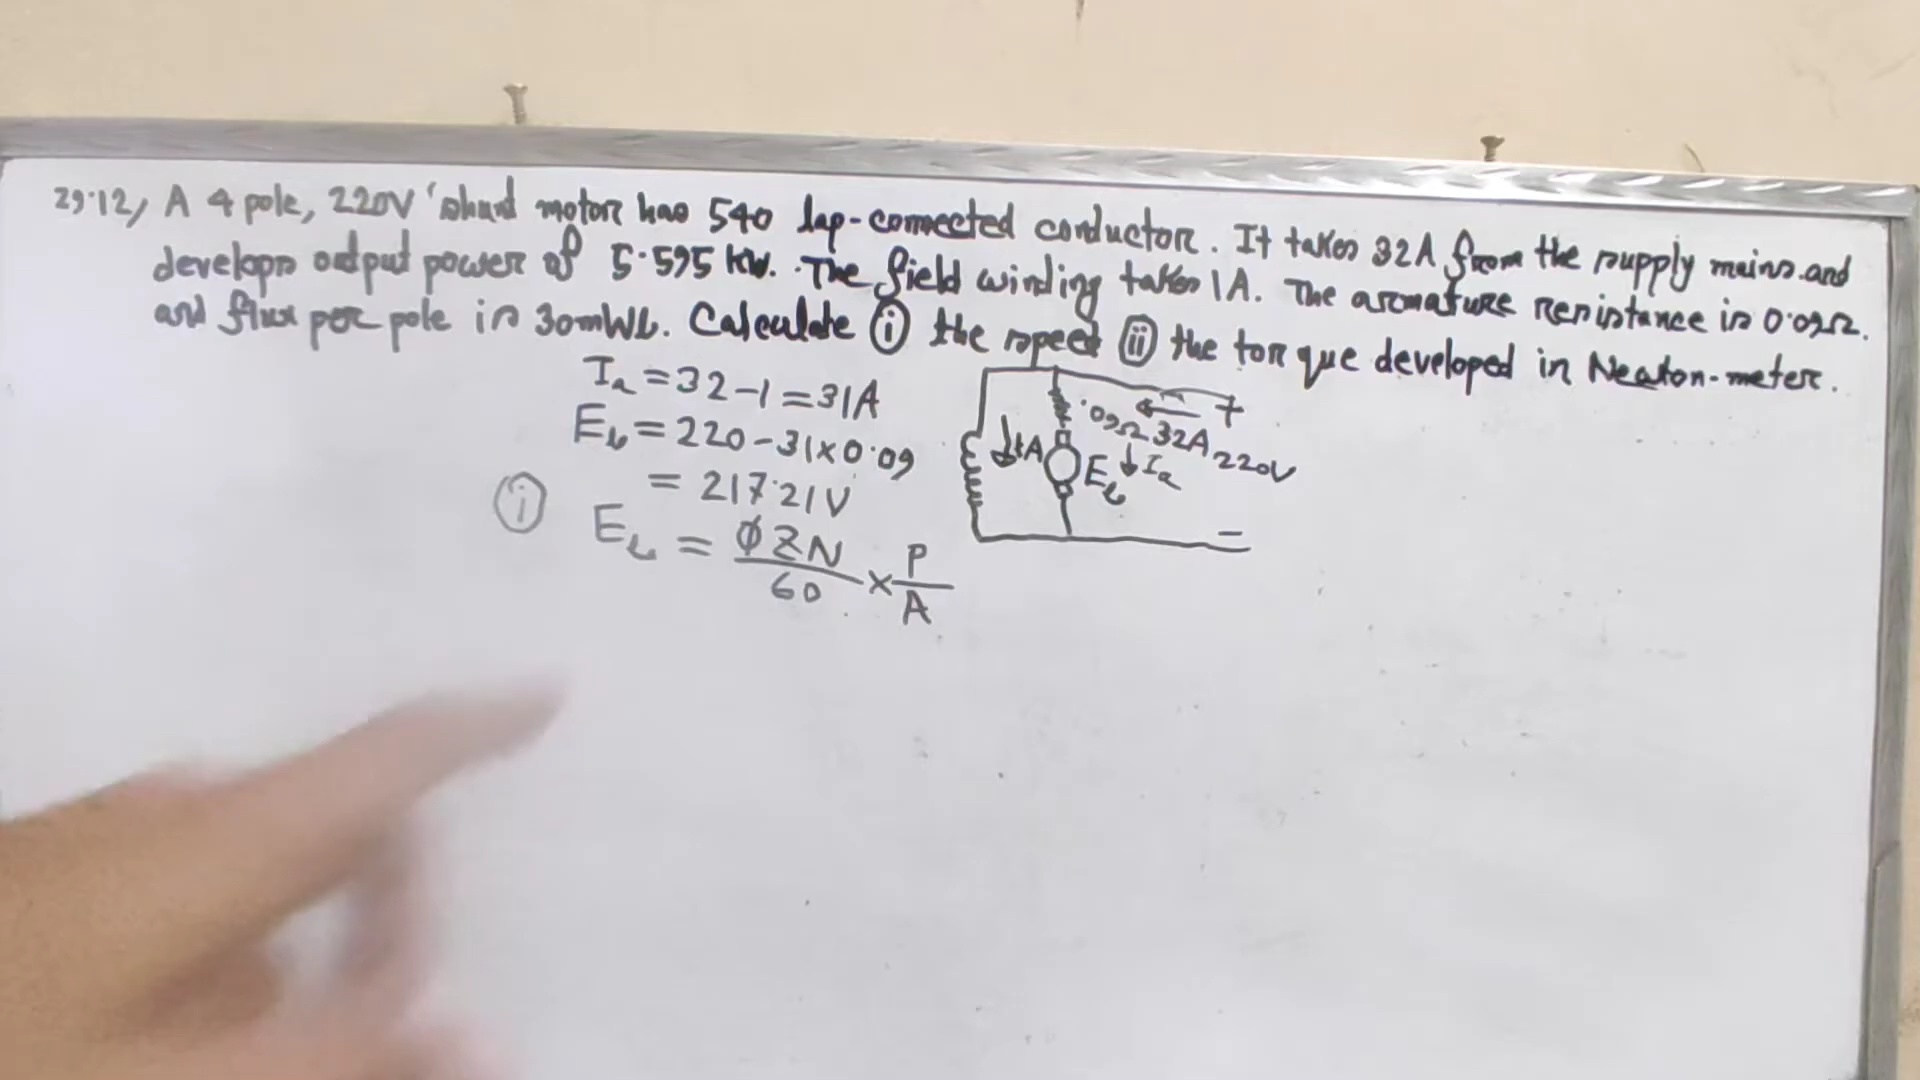 29.12, A 4 pole, 220V shunt motor has 540 lap-connected conductor. It takes 32A from the supply mains and
develops output power of 5.595 KW. The field winding takes 1A. The armature resistance is 0.09Ω.
and flux per pole is 30mWb. Calculate (i) the speed (ii) the torque developed in Newton-meter.
Ia = 32-1 = 31A
Eb = 220-31×0.09
= 217.21V
(i) Eb = ØZN/60 × P/A
1A
.09Ω
32A
220V
Eb
Ia
+
-